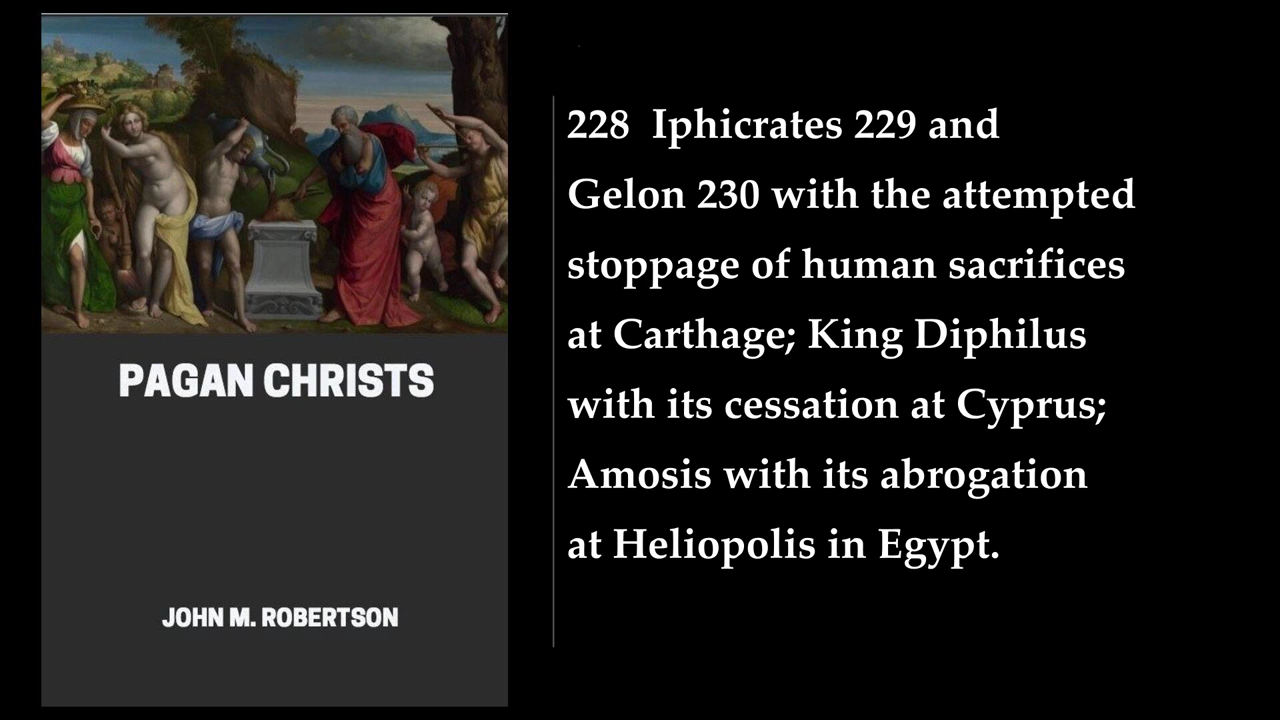 PAGAN CHRISTS
JOHN M. ROBERTSON
228 Iphicrates 229 and
Gelon 230 with the attempted
stoppage of human sacrifices
at Carthage; King Diphilus
with its cessation at Cyprus;
Amosis with its abrogation
at Heliopolis in Egypt.